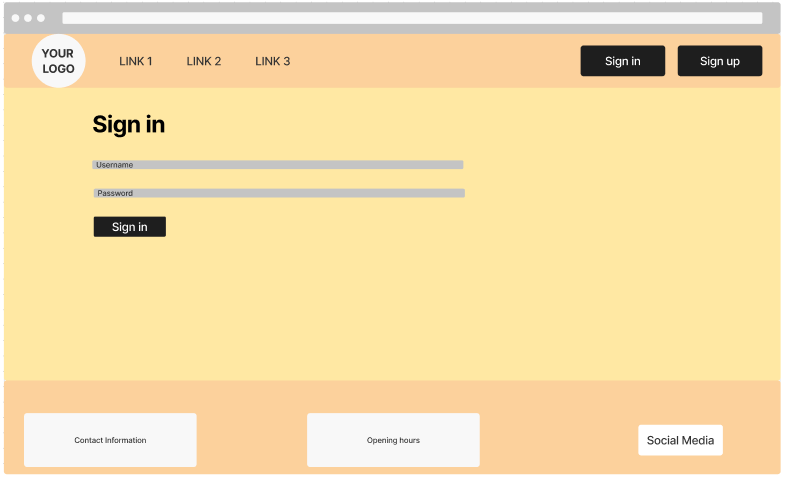 YOUR
LOGO
LINK 1
LINK 2
LINK 3
Sign in
Sign up
Sign in
Username
Password
Sign in
Contact Information
Opening hours
Social Media